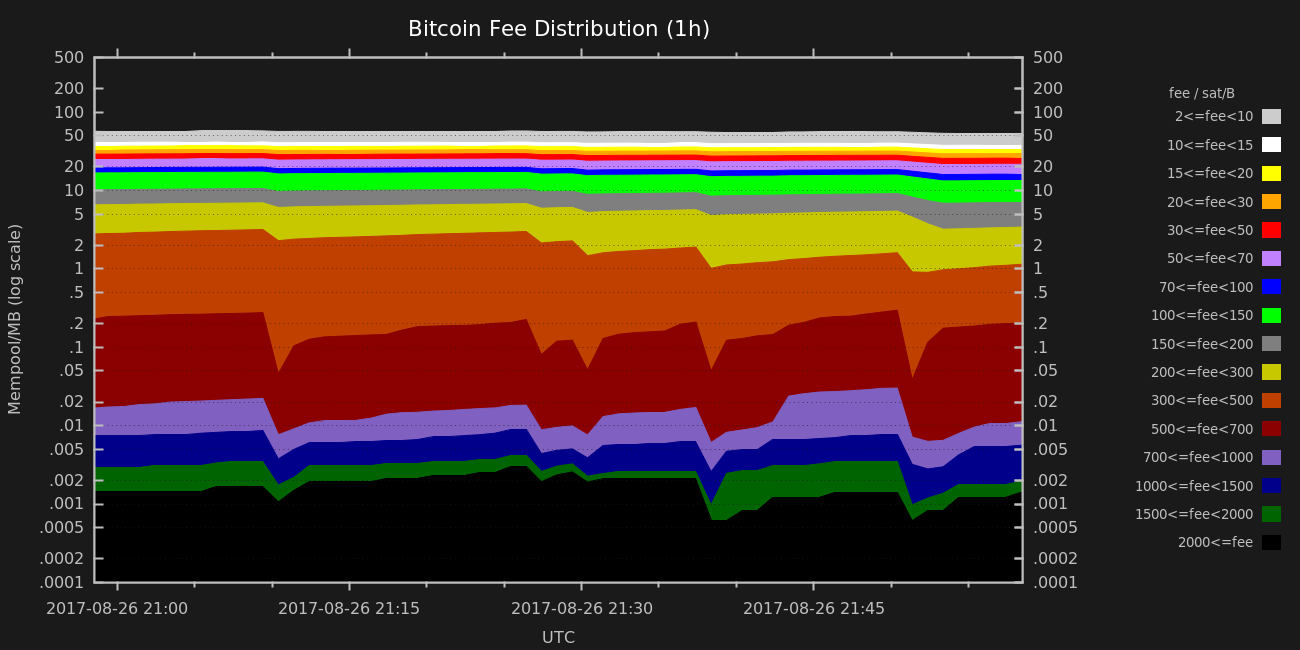 Bitcoin Fee Distribution (1h)
Mempool/MB (log scale)
500
200
100
50
20
10
5
2
1
.5
.2
.1
.05
.02
.01
.005
.002
.001
.0005
.0002
.0001
500
200
100
50
20
10
5
2
1
.5
.2
.1
.05
.02
.01
.005
.002
.001
.0005
.0002
.0001
2017-08-26 21:00 2017-08-26 21:15 2017-08-26 21:30 2017-08-26 21:45
UTC
fee / sat/B
2<=fee<10
10<=fee<15
15<=fee<20
20<=fee<30
30<=fee<50
50<=fee<70
70<=fee<100
100<=fee<150
150<=fee<200
200<=fee<300
300<=fee<500
500<=fee<700
700<=fee<1000
1000<=fee<1500
1500<=fee<2000
2000<=fee